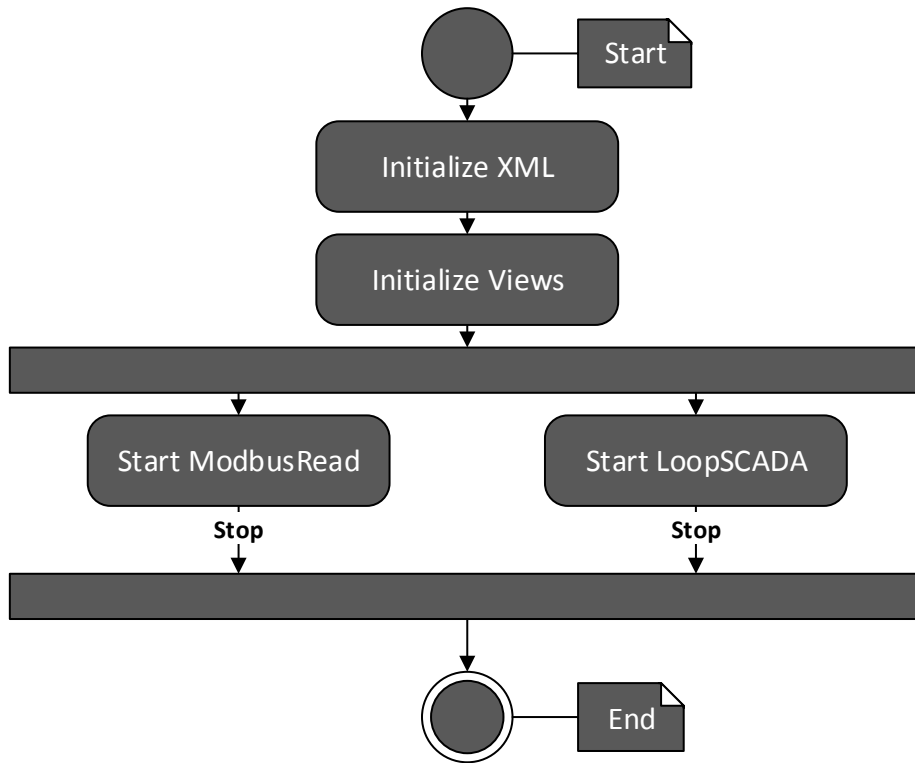 Start
Initialize XML
Initialize Views
Start ModbusRead
Start LoopSCADA
Stop
Stop
End